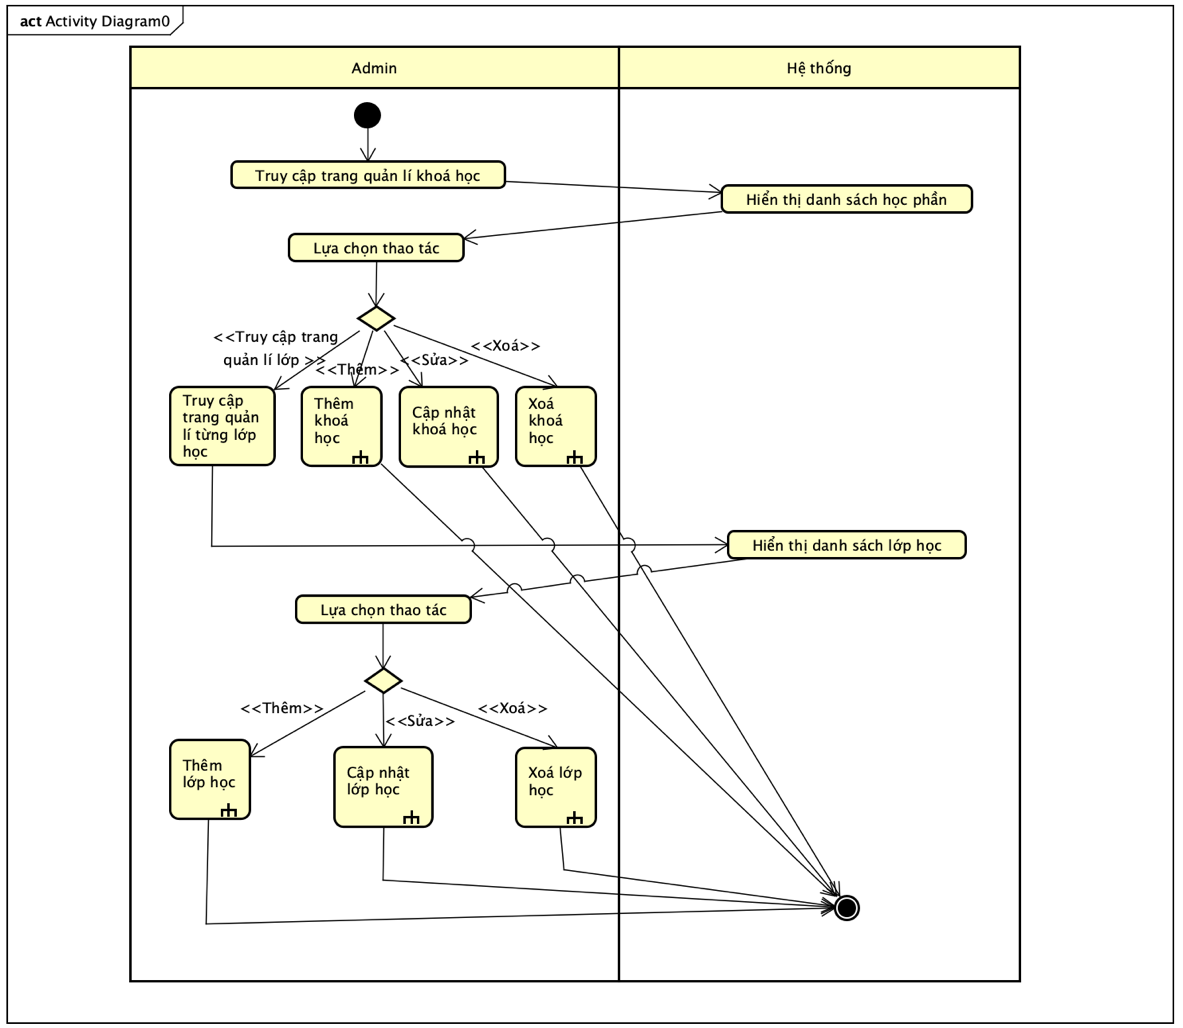 act Activity Diagram0
Admin
Hệ thống
Truy cập trang quản lí khoá học
Hiển thị danh sách học phần
Lựa chọn thao tác
<<Truy cập trang
quản lí lớp >>
<<Thêm>>
<<Sửa>>
<<Xoá>>
Truy cập
trang quản
lí từng lớp
học
Thêm
khoá
học
Cập nhật
khoá học
Xoá
khoá
học
Hiển thị danh sách lớp học
Lựa chọn thao tác
<<Thêm>>
<<Sửa>>
<<Xoá>>
Thêm
lớp học
Cập nhật
lớp học
Xoá lớp
học